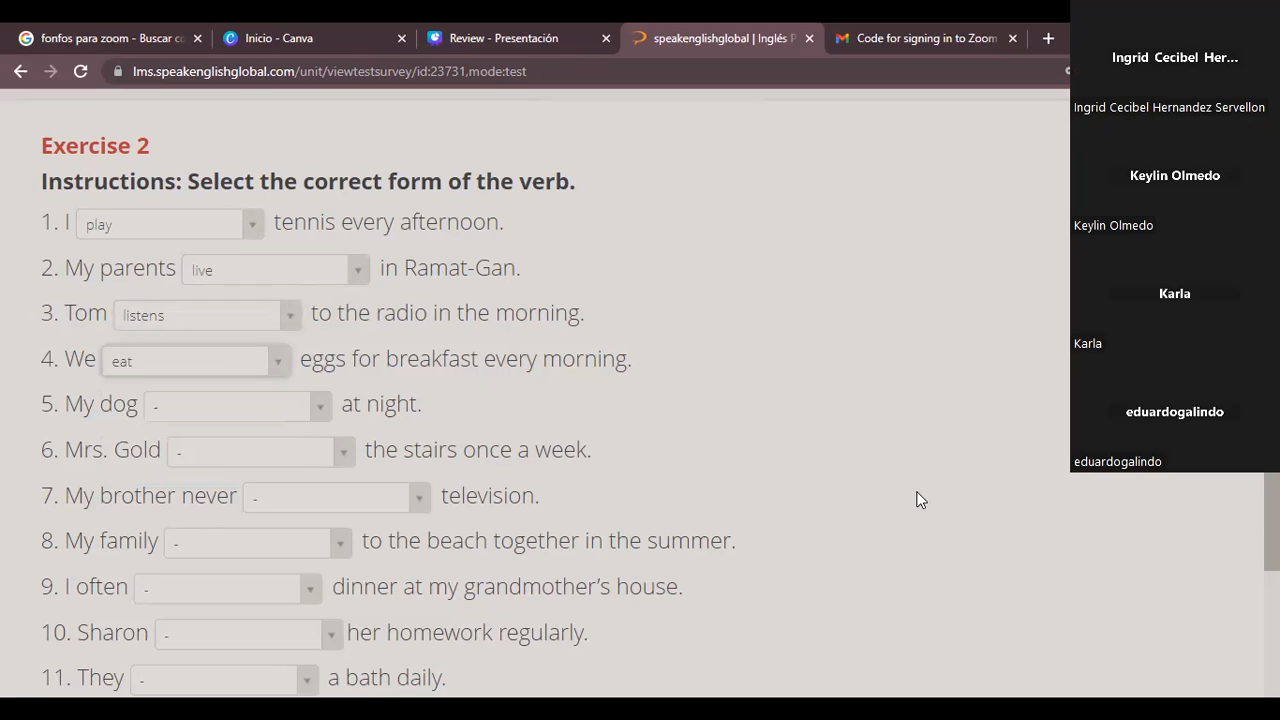 fonfos para zoom - Buscar co
Inicio - Canva
Review - Presentación
speakenglishglobal | Inglés P
Code for signing in to Zoom
lms.speakenglishglobal.com/unit/viewtestsurvey/id:23731,mode:test
Exercise 2
Instructions: Select the correct form of the verb.
1. I play tennis every afternoon.
2. My parents live in Ramat-Gan.
3. Tom listens to the radio in the morning.
4. We eat eggs for breakfast every morning.
5. My dog - at night.
6. Mrs. Gold - the stairs once a week.
7. My brother never - television.
8. My family - to the beach together in the summer.
9. I often - dinner at my grandmother’s house.
10. Sharon - her homework regularly.
11. They - a bath daily.
Ingrid Cecibel Her...
Ingrid Cecibel Hernandez Servellon
Keylin Olmedo
Keylin Olmedo
Karla
Karla
eduardogalindo
eduardogalindo